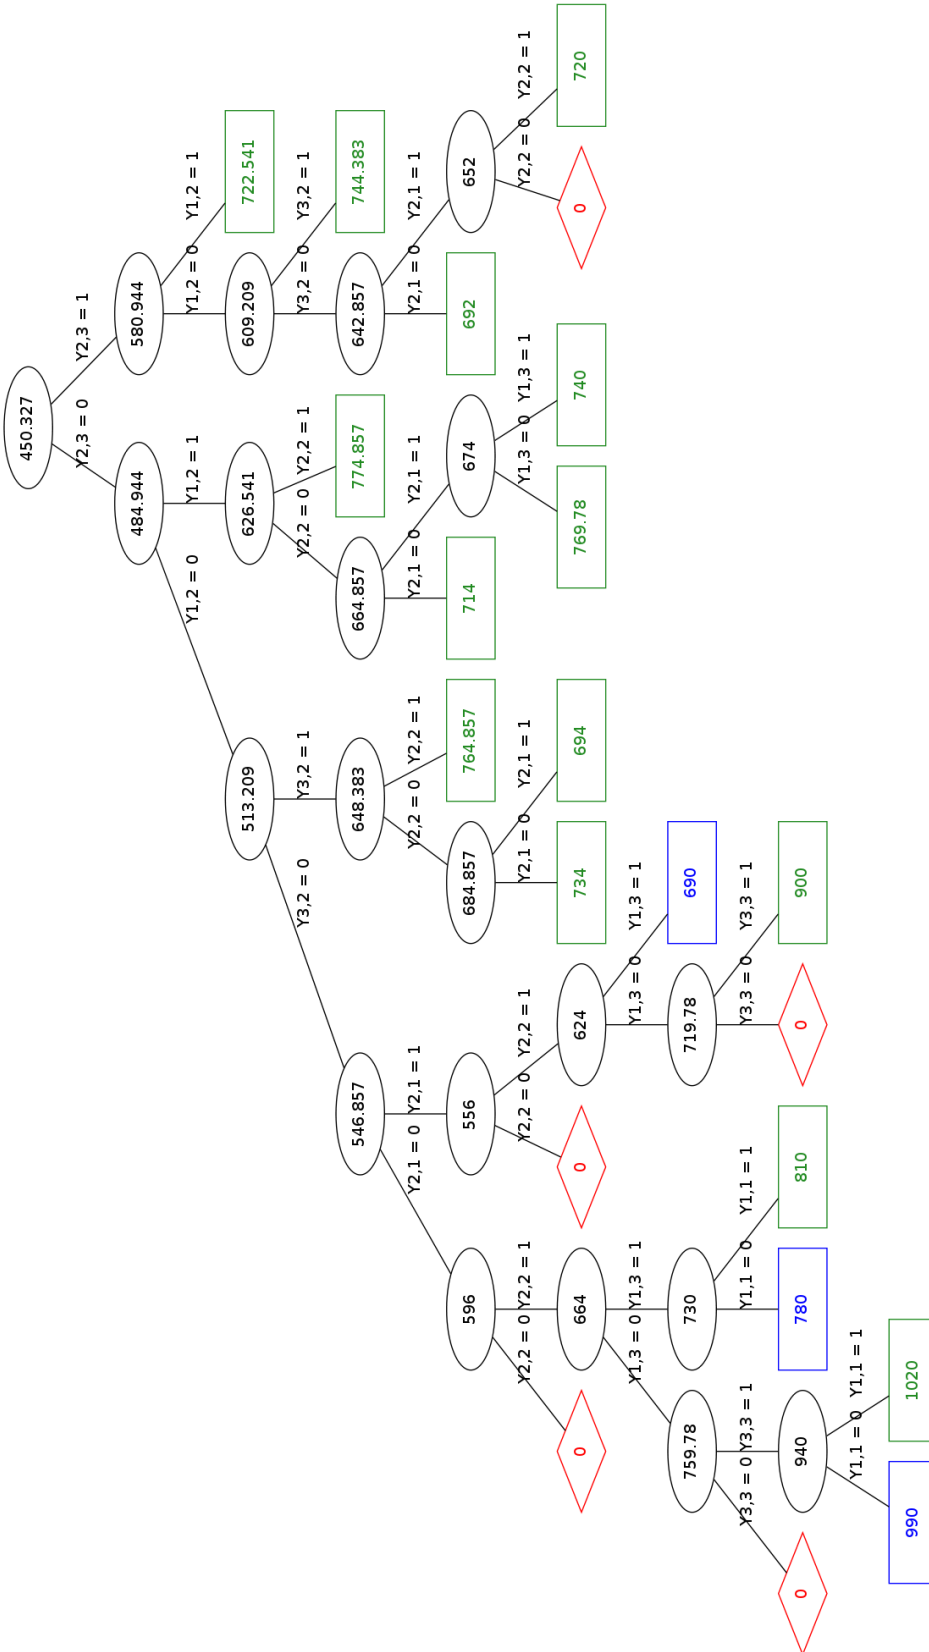 450.327
Y2,3 = 0
Y2,3 = 1
484.944
580.944
Y1,2 = 0
Y1,2 = 1
Y1,2 = 0
Y1,2 = 1
513.209
626.541
609.209
722.541
Y3,2 = 0
Y3,2 = 1
Y2,2 = 0
Y2,2 = 1
Y3,2 = 0
Y3,2 = 1
546.857
648.383
664.857
774.857
642.857
744.383
Y2,1 = 0
Y2,1 = 1
Y2,2 = 0
Y2,2 = 1
Y2,1 = 0
Y2,1 = 1
Y2,1 = 0
Y2,1 = 1
596
556
684.857
764.857
714
674
692
652
Y2,2 = 0
Y2,2 = 1
Y2,2 = 0
Y2,2 = 1
Y2,1 = 0
Y2,1 = 1
Y1,3 = 0
Y1,3 = 1
Y2,2 = 0
Y2,2 = 1
0
664
0
624
734
694
769.78
740
0
720
Y1,3 = 0
Y1,3 = 1
Y1,3 = 0
Y1,3 = 1
759.78
730
719.78
690
Y3,3 = 0
Y3,3 = 1
Y1,1 = 0
Y1,1 = 1
Y3,3 = 0
Y3,3 = 1
0
940
780
810
0
900
Y1,1 = 0
Y1,1 = 1
990
1020